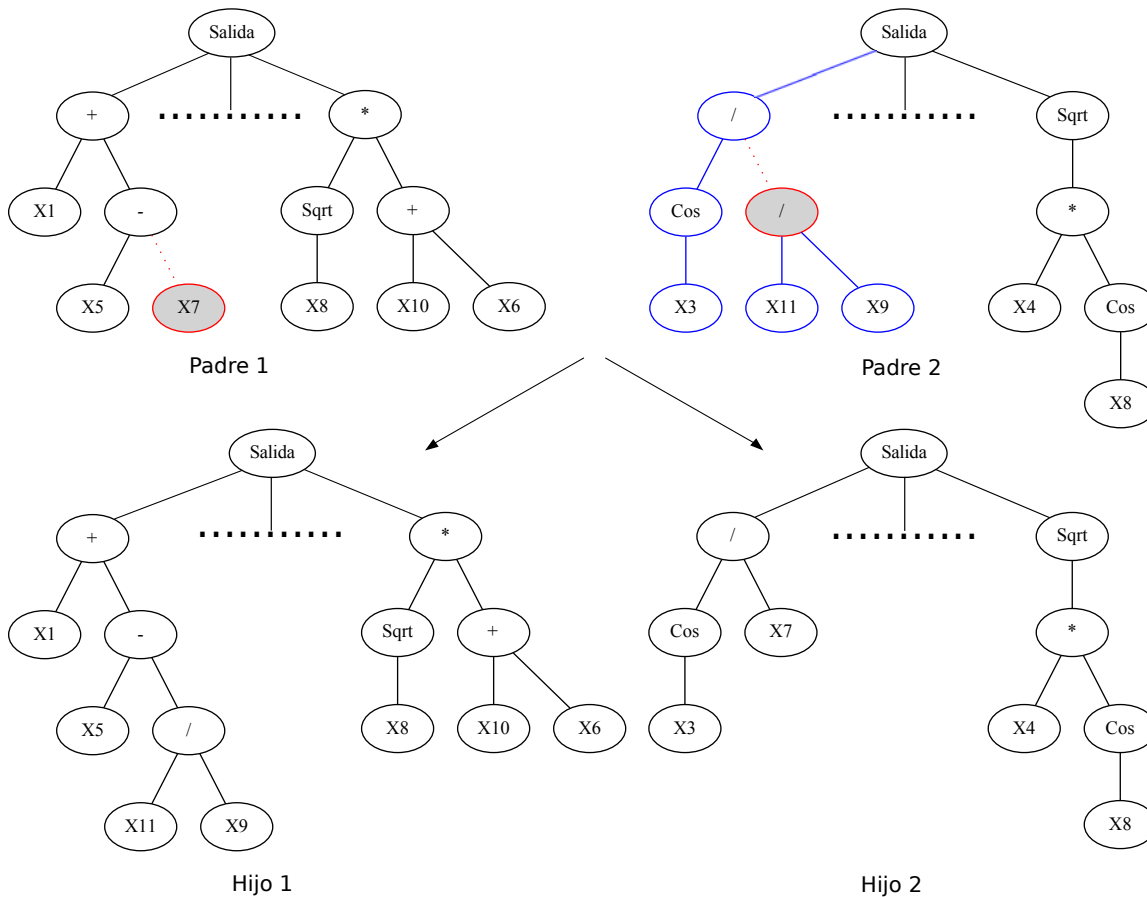 Salida
Salida
+
*
/
Sqrt
X1
-
Sqrt
+
Cos
/
*
X5
X7
X8
X10
X6
X3
X11
X9
X4
Cos
Padre 1
Padre 2
X8
Salida
Salida
+
*
/
Sqrt
X1
-
Sqrt
+
Cos
X7
*
X5
/
X8
X10
X6
X3
X4
Cos
X11
X9
X8
Hijo 1
Hijo 2